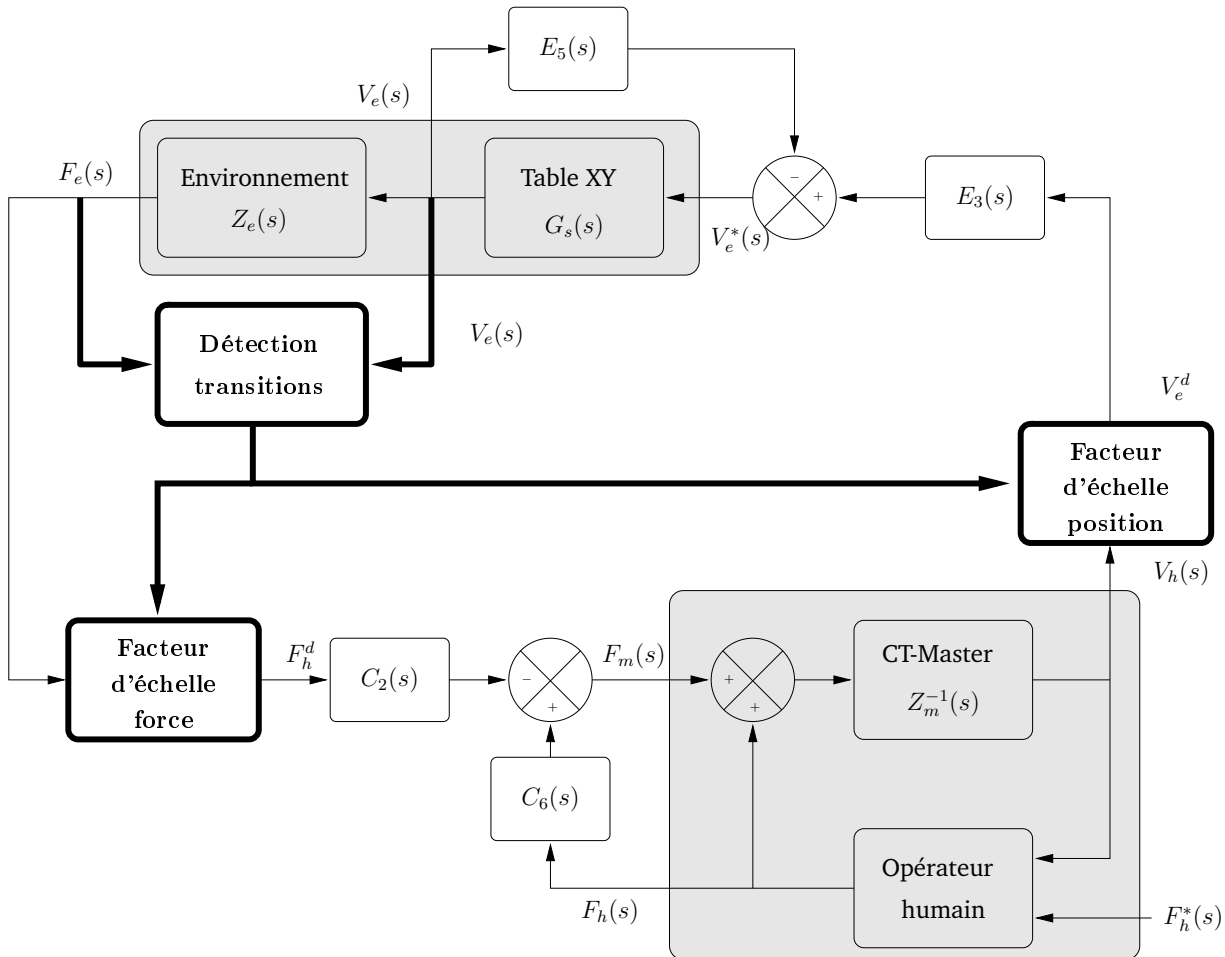 E_5(s)
V_e(s)
F_e(s)
Environnement
Z_e(s)
Table XY
G_s(s)
−
+
V_e^*(s)
E_3(s)
Détection
transitions
V_e(s)
V_e^d
Facteur
d'échelle
position
V_h(s)
Facteur
d'échelle
force
F_h^d
C_2(s)
−
+
F_m(s)
+
+
CT-Master
Z_m^{-1}(s)
C_6(s)
F_h(s)
Opérateur
humain
F_h^*(s)